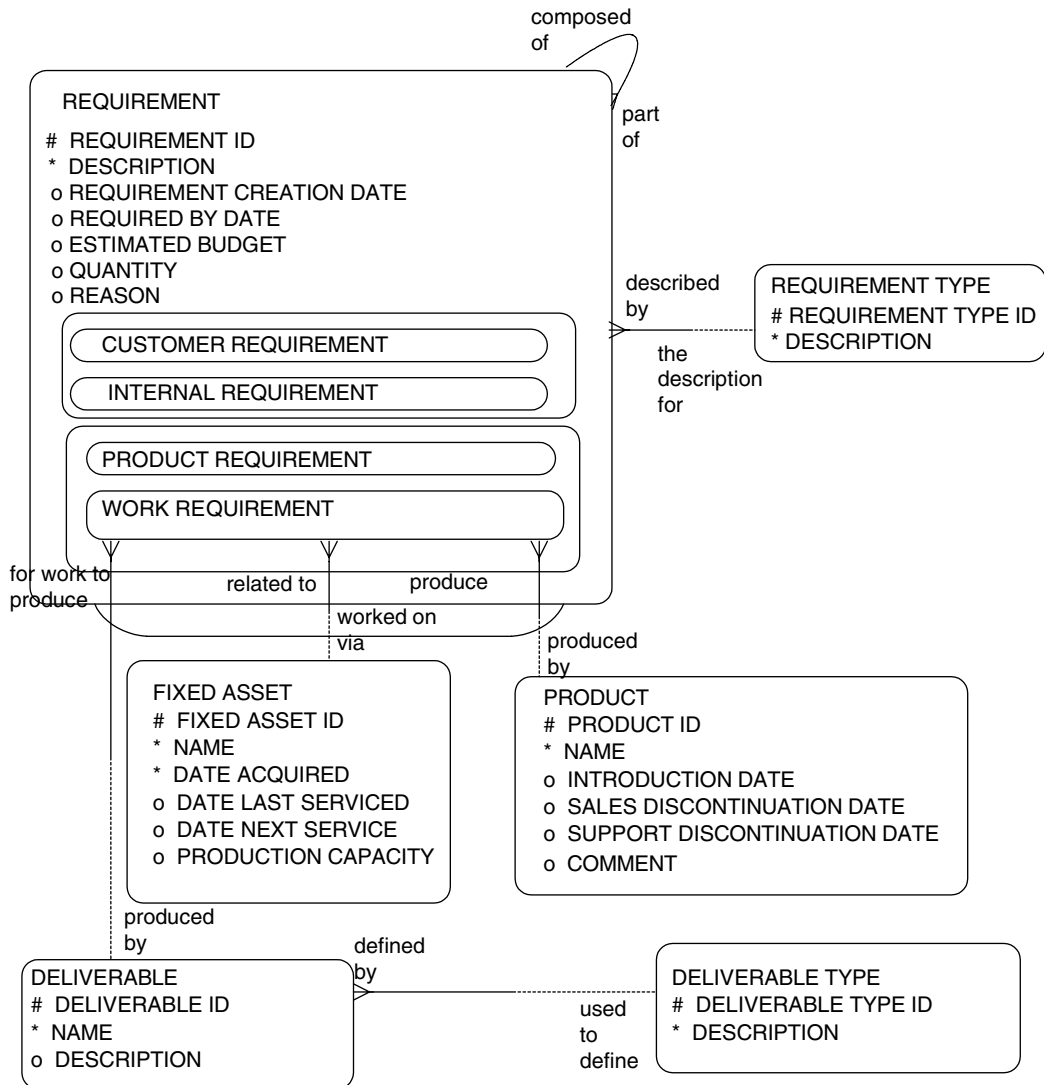 composed
of
REQUIREMENT
part
of
# REQUIREMENT ID
* DESCRIPTION
o REQUIREMENT CREATION DATE
o REQUIRED BY DATE
o ESTIMATED BUDGET
o QUANTITY
o REASON
described
by
REQUIREMENT TYPE
# REQUIREMENT TYPE ID
* DESCRIPTION
the
description
for
CUSTOMER REQUIREMENT
INTERNAL REQUIREMENT
PRODUCT REQUIREMENT
WORK REQUIREMENT
for work to
produce
related to
produce
worked on
via
produced
by
FIXED ASSET
# FIXED ASSET ID
* NAME
* DATE ACQUIRED
o DATE LAST SERVICED
o DATE NEXT SERVICE
o PRODUCTION CAPACITY
PRODUCT
# PRODUCT ID
* NAME
o INTRODUCTION DATE
o SALES DISCONTINUATION DATE
o SUPPORT DISCONTINUATION DATE
o COMMENT
produced
by
defined
by
DELIVERABLE
# DELIVERABLE ID
* NAME
o DESCRIPTION
used
to
define
DELIVERABLE TYPE
# DELIVERABLE TYPE ID
* DESCRIPTION